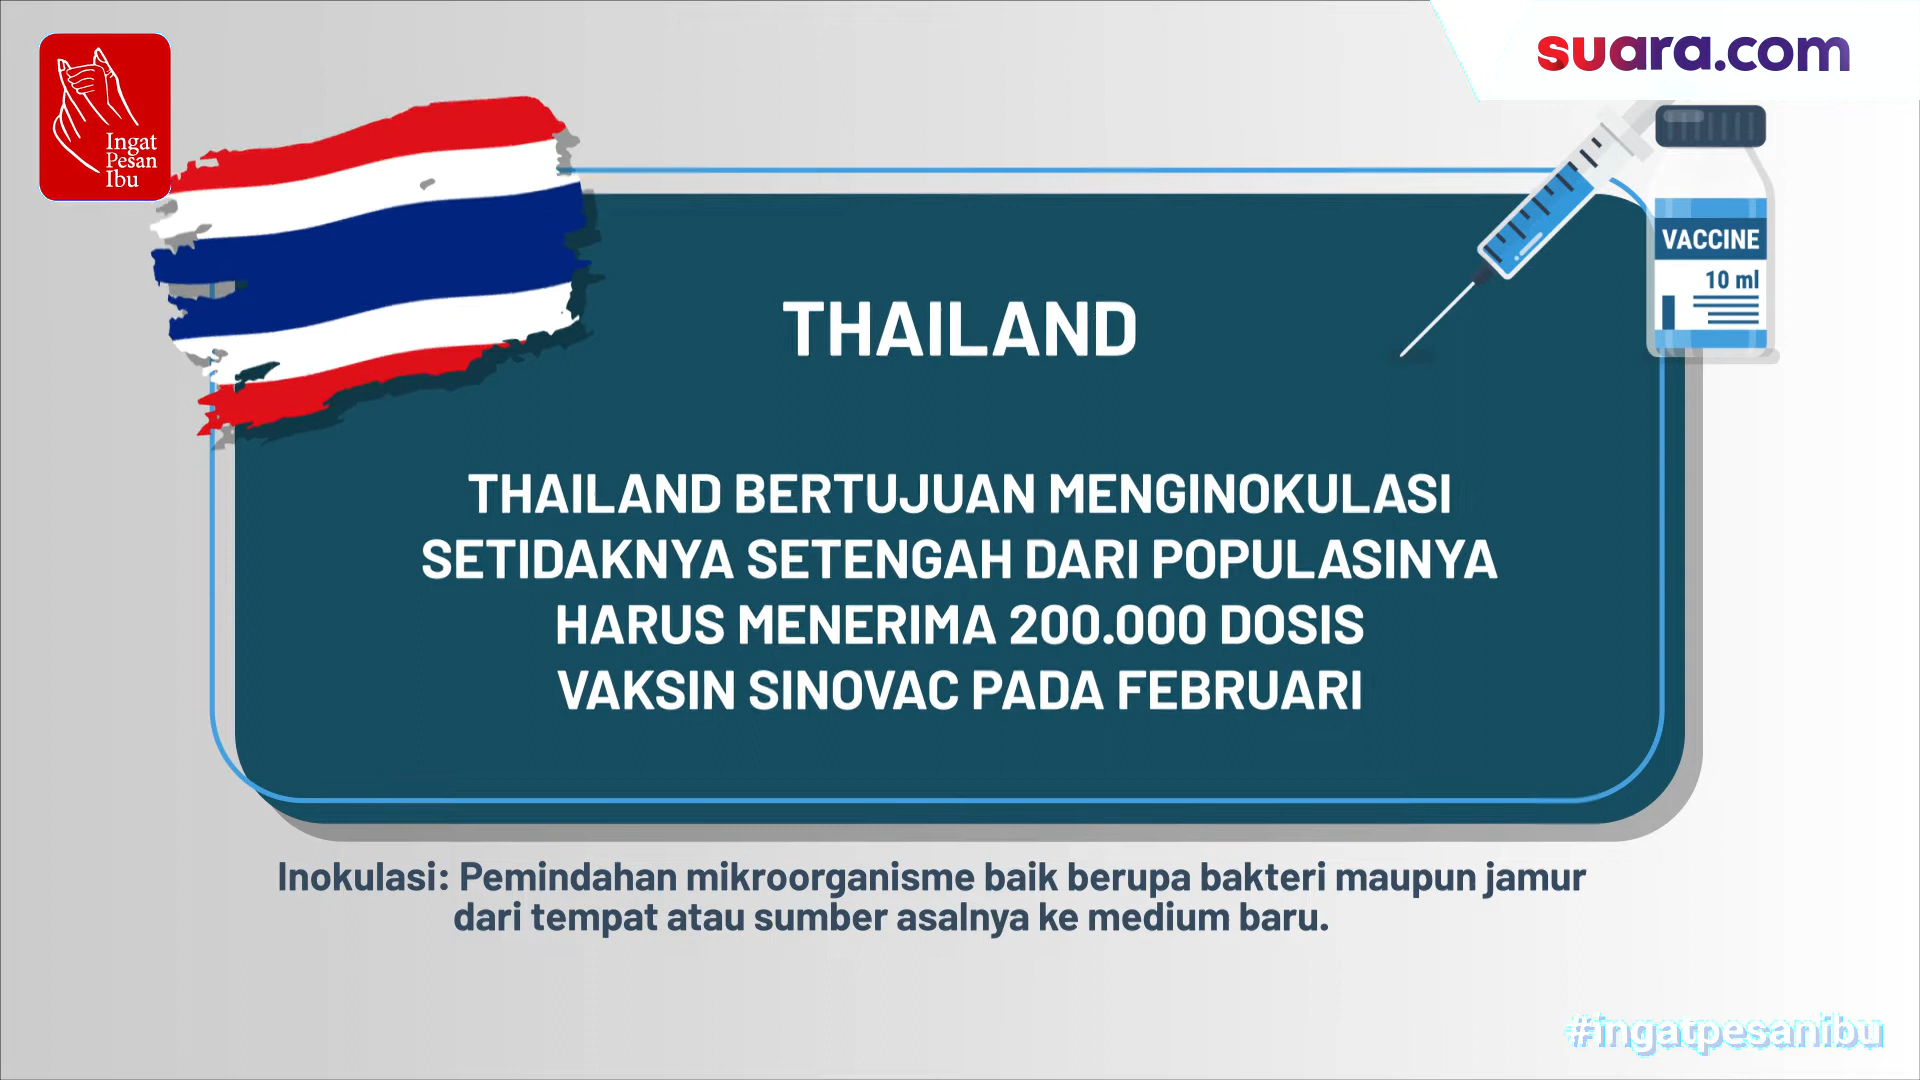 Ingat
Pesan
Ibu
suara.com
VACCINE
10 ml
THAILAND
THAILAND BERTUJUAN MENGINOKULASI
SETIDAKNYA SETENGAH DARI POPULASINYA
HARUS MENERIMA 200.000 DOSIS
VAKSIN SINOVAC PADA FEBRUARI
Inokulasi: Pemindahan mikroorganisme baik berupa bakteri maupun jamur
dari tempat atau sumber asalnya ke medium baru.
#ingatpesanibu